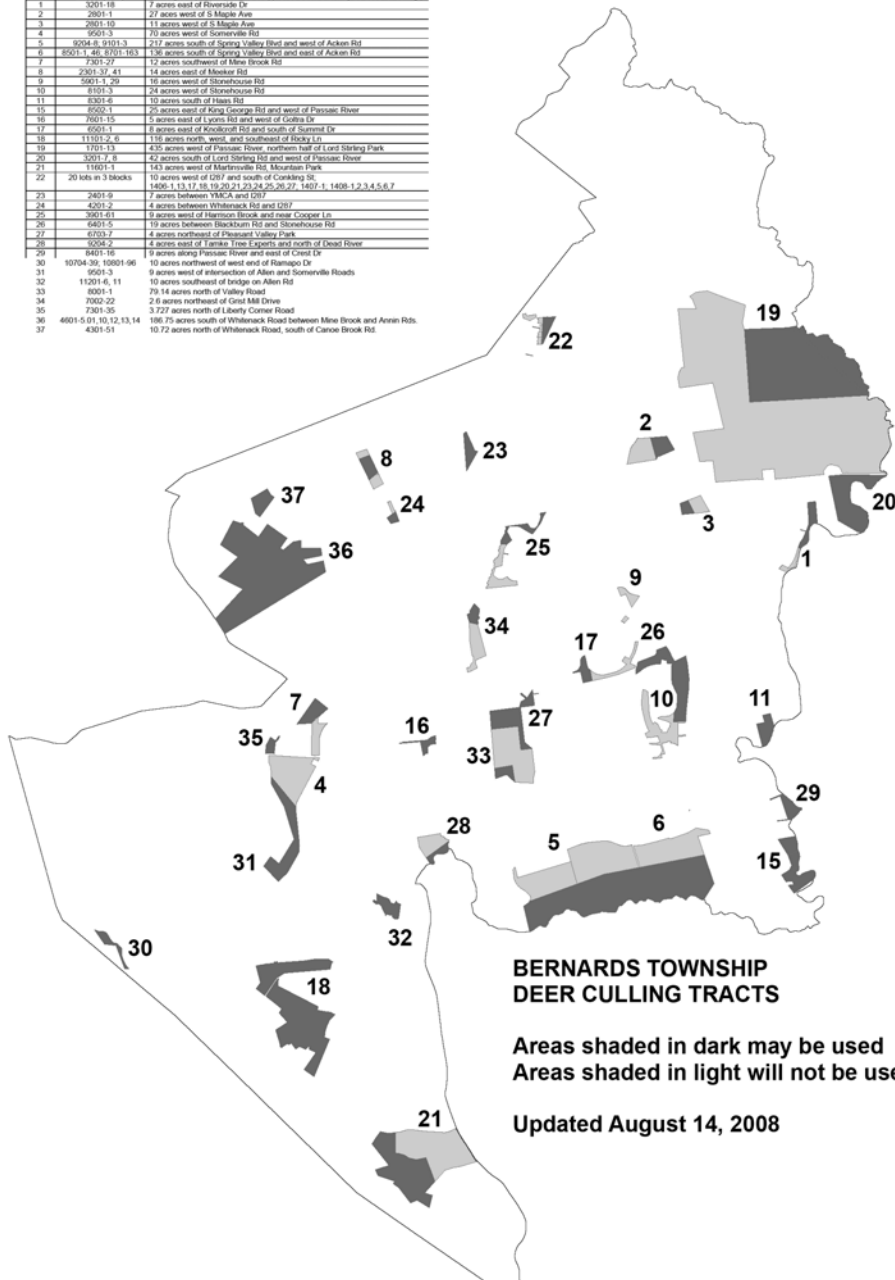 1 3201-18 7 acres east of Riverside Dr
2 2801-1 27 aces west of S Maple Ave
3 2801-10 11 acres west of S Maple Ave
4 9501-3 70 acres west of Somerville Rd
5 9204-8; 9101-3 217 acres south of Spring Valley Blvd and west of Acken Rd
6 8501-1, 46, 8701-163 136 acres south of Spring Valley Blvd and east of Acken Rd
7 7301-27 12 acres southwest of Mine Brook Rd
8 2301-37, 41 14 acres east of Meeker Rd
9 5901-1, 29 16 acres west of Stonehouse Rd
10 8101-3 24 acres west of Stonehouse Rd
11 8301-6 10 acres south of Haas Rd
15 8502-1 25 acres east of King George Rd and west of Passaic River
16 7601-15 5 acres east of Lyons Rd and west of Goltra Dr
17 6501-1 8 acres east of Knollcroft Rd and south of Summit Dr
18 11101-2, 6 116 acres north, west, and southeast of Ricky Ln
19 1701-13 435 acres west of Passaic River, northern half of Lord Stirling Park
20 3201-7, 8 42 acres south of Lord Stirling Rd and west of Passaic River
21 11601-1 143 acres west of Martinsville Rd, Mountain Park
22 20 lots in 3 blocks 10 acres west of I287 and south of Conkling St;
1406-1,13,17,18,19,20,21,23,24,25,26,27; 1407-1; 1408-1,2,3,4,5,6,7
23 2401-9 7 acres between YMCA and I287
24 4201-2 4 acres between Whitenack Rd and I287
25 3901-61 9 acres west of Harrison Brook and near Cooper Ln
26 6401-5 19 acres between Blackburn Rd and Stonehouse Rd
27 6703-7 4 acres northeast of Pleasant Valley Park
28 9204-2 4 acres east of Tamke Tree Experts and north of Dead River
29 8401-16 9 acres along Passaic River and east of Crest Dr
30 10704-39; 10801-96 10 acres northwest of west end of Ramapo Dr
31 9501-3 9 acres west of intersection of Allen and Somerville Roads
32 11201-6, 11 10 acres southeast of bridge on Allen Rd
33 8001-1 79.14 acres north of Valley Road
34 7002-22 2.6 acres northeast of Grist Mill Drive
35 7301-35 3.727 acres north of Liberty Corner Road
36 4601-5.01,10,12,13,14 186.75 acres south of Whitenack Road between Mine Brook and Annin Rds.
37 4301-51 10.72 acres north of Whitenack Road, south of Canoe Brook Rd.
19
22
2
8
23
37
24
20
3
36
25
1
9
34
17
26
7
10
11
27
16
35
33
4
29
28
6
5
15
31
32
30
18
BERNARDS TOWNSHIP
DEER CULLING TRACTS
Areas shaded in dark may be used
Areas shaded in light will not be use
Updated August 14, 2008
21